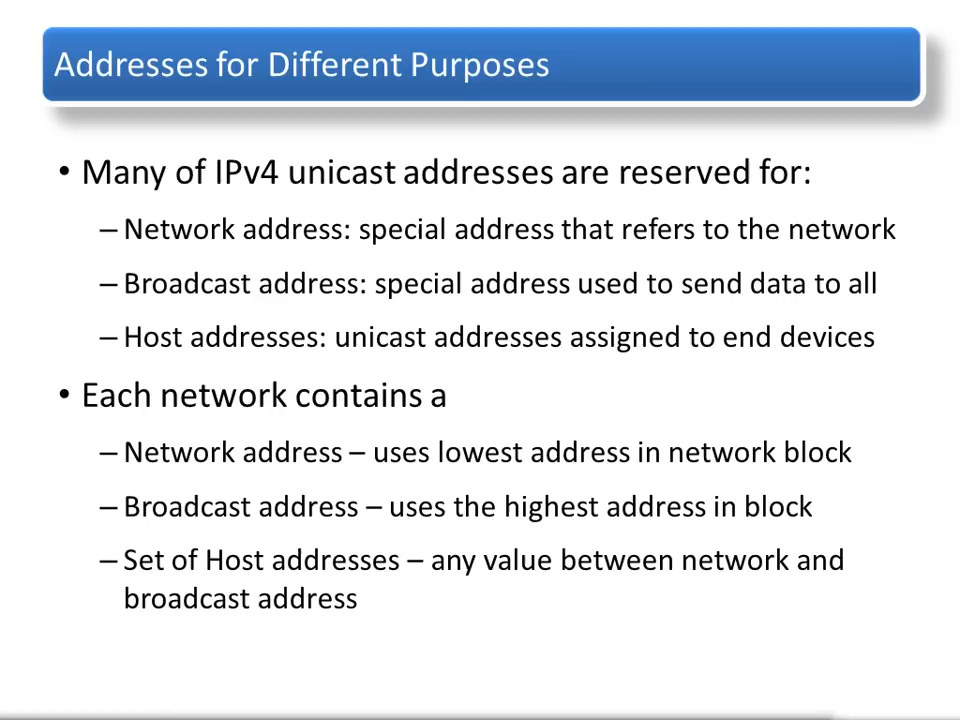 Addresses for Different Purposes
• Many of IPv4 unicast addresses are reserved for:
– Network address: special address that refers to the network
– Broadcast address: special address used to send data to all
– Host addresses: unicast addresses assigned to end devices
• Each network contains a
– Network address – uses lowest address in network block
– Broadcast address – uses the highest address in block
– Set of Host addresses – any value between network and
broadcast address